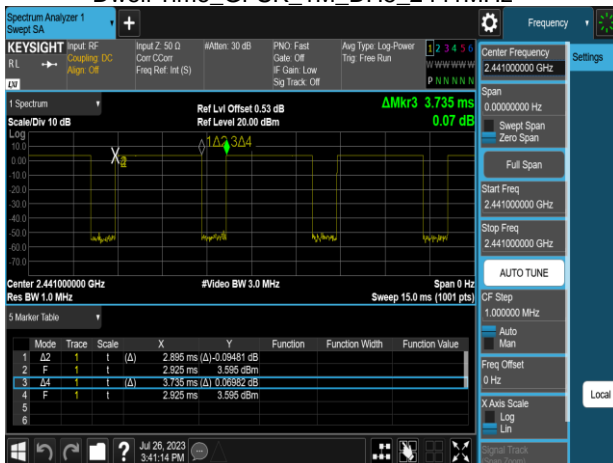 Spectrum Analyzer 1
Swept SA
Frequency
KEYSIGHT
RL
Input: RF
Coupling: DC
Align: Off
Input Z: 50 Ω
Corr CCorr
Freq Ref: Int (S)
#Atten: 30 dB
PNO: Fast
Gate: Off
IF Gain: Low
Sig Track: Off
Avg Type: Log-Power
Trig: Free Run
1 2 3 4 5 6
W W W W W W
P N N N N N
1 Spectrum
Scale/Div 10 dB
Ref Lvl Offset 0.53 dB
Ref Level 20.00 dBm
ΔMkr3 3.735 ms
0.07 dB
Log
10.0
0.00
-10.0
-20.0
-30.0
-40.0
-50.0
-60.0
-70.0
1Δ2
3Δ4
Center 2.441000000 GHz
Res BW 1.0 MHz
#Video BW 3.0 MHz
Span 0 Hz
Sweep 15.0 ms (1001 pts)
5 Marker Table
Mode Trace Scale X Y Function Function Width Function Value
1 Δ2 1 t (Δ) 2.895 ms (Δ) -0.09481 dB
2 F 1 t 2.925 ms 3.595 dBm
3 Δ4 1 t (Δ) 3.735 ms (Δ) 0.06982 dB
4 F 1 t 2.925 ms 3.595 dBm
5
6
Jul 26, 2023
3:41:14 PM
Center Frequency
2.441000000 GHz
Settings
Span
0.00000000 Hz
Swept Span
Zero Span
Full Span
Start Freq
2.441000000 GHz
Stop Freq
2.441000000 GHz
AUTO TUNE
CF Step
1.000000 MHz
Auto
Man
Freq Offset
0 Hz
X Axis Scale
Log
Lin
Local
Signal Track